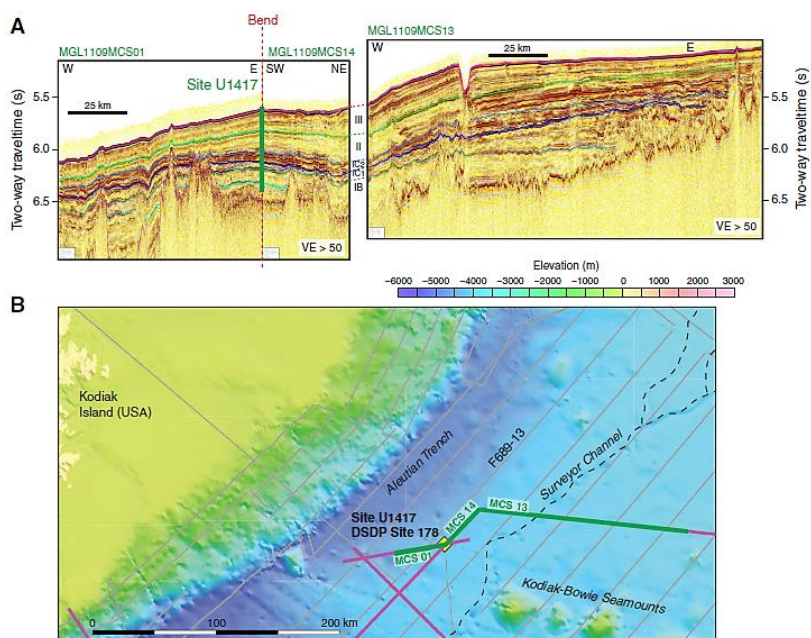 A
Bend
MGL1109MCS01
MGL1109MCS14
MGL1109MCS13
W
E
SW
NE
W
E
Site U1417
25 km
25 km
Two-way traveltime (s)
5.5
6.0
6.5
III
II
IB
VE > 50
VE > 50
5.5
6.0
6.5
Two-way traveltime (s)
Elevation (m)
−6000 −5000 −4000 −3000 −2000 −1000 0 1000 2000 3000
B
Kodiak
Island (USA)
Aleutian Trench
F689-13
Surveyor Channel
Site U1417
DSDP Site 178
MCS 14
MCS 13
MCS 01
Kodiak-Bowie Seamounts
0 100 200 km